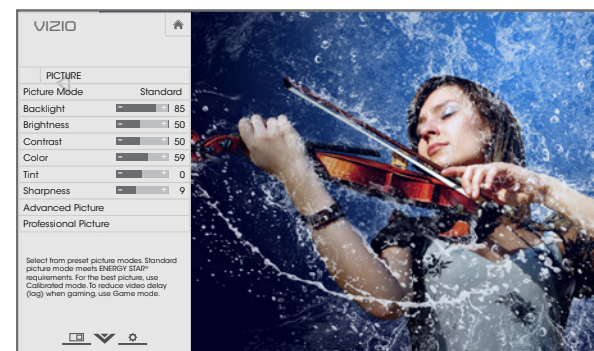 VIZIO
PICTURE
Picture Mode Standard
Backlight 85
Brightness 50
Contrast 50
Color 59
Tint 0
Sharpness 9
Advanced Picture
Professional Picture
Select from preset picture modes. Standard
picture mode meets ENERGY STAR®
requirements. For the best picture, use
Calibrated mode. To reduce video delay
(lag) when gaming, use Game mode.